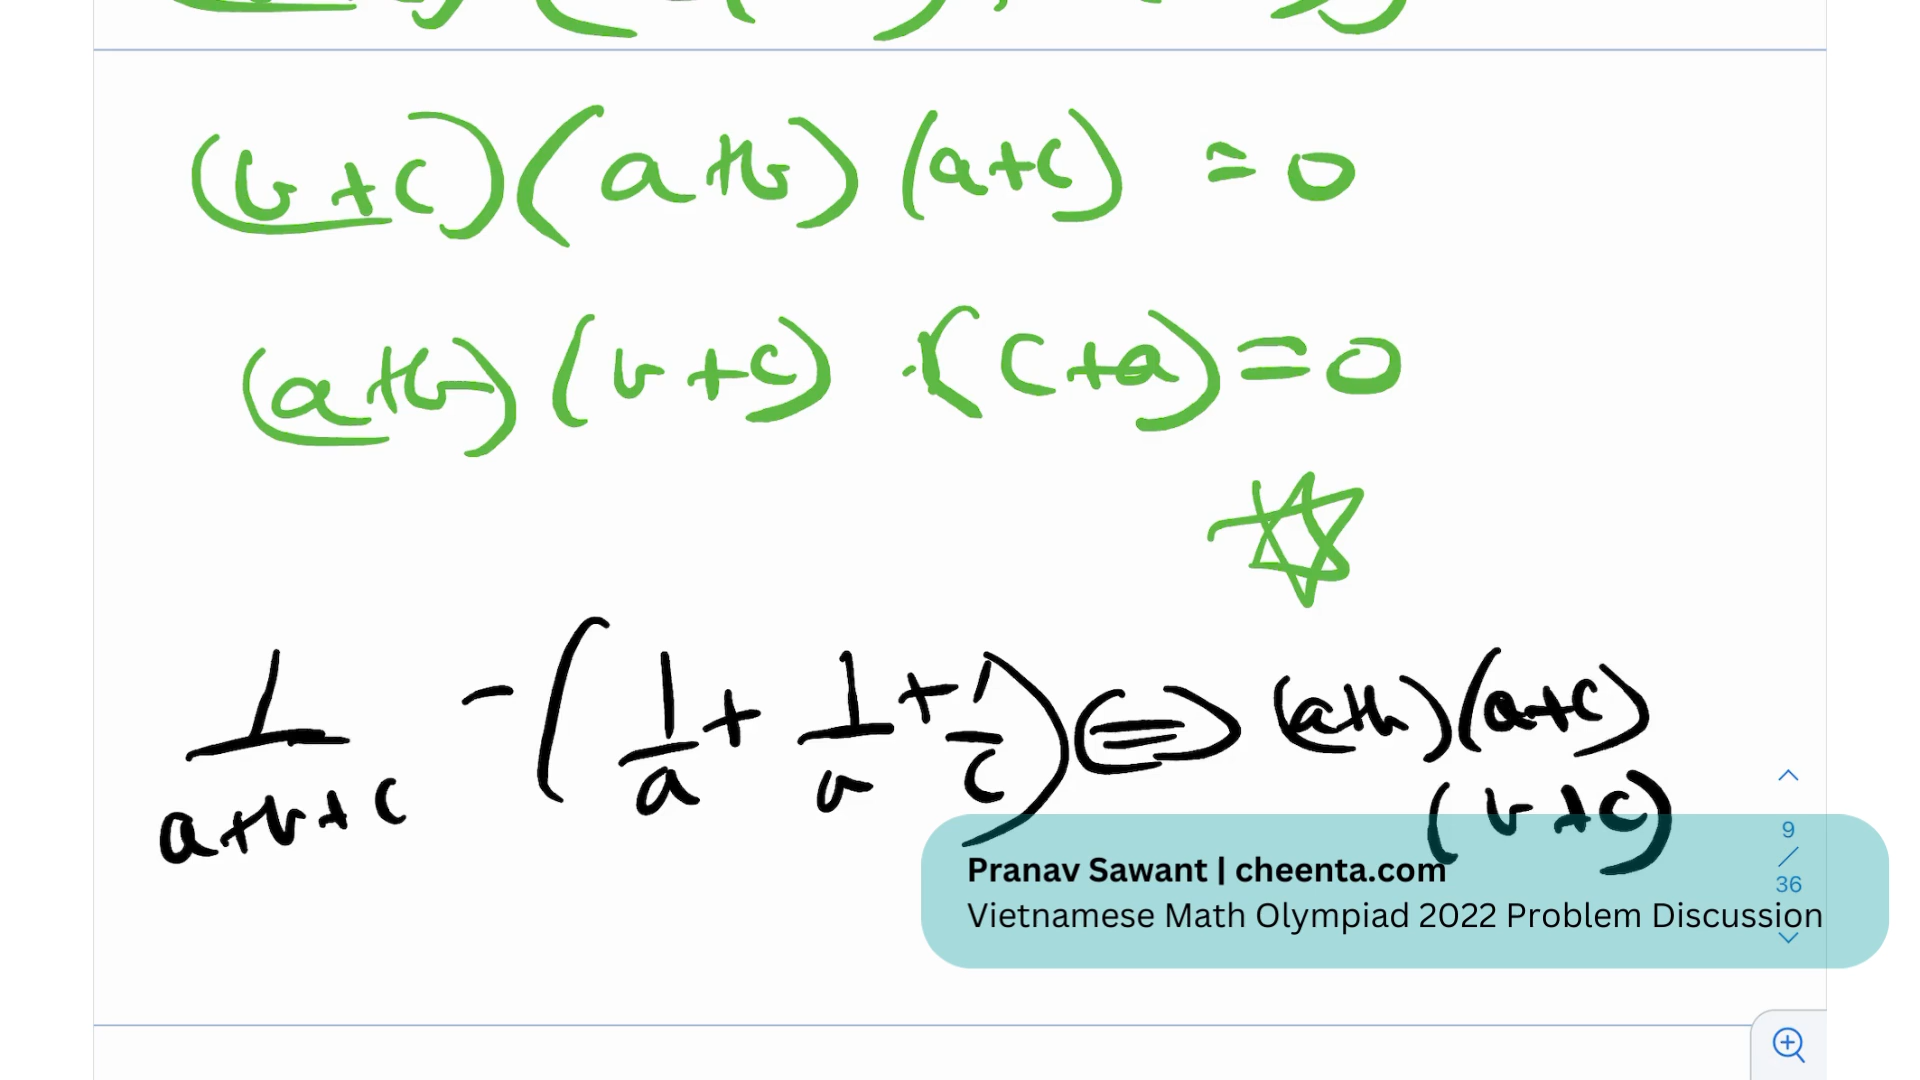 (b+c)(a+b)(a+c) = 0
(a+b)(b+c)·(c+a)=0
1/(a+b+c) - (1/a + 1/b + 1/c) ⇔ (a+b)(a+c)
(b+c)
Pranav Sawant | cheenta.com
Vietnamese Math Olympiad 2022 Problem Discussion
9
/
36